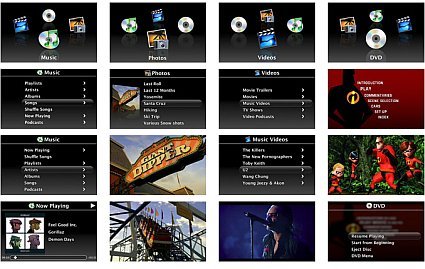 Music
Photos
Videos
DVD
Music
Playlists
Artists
Albums
Songs
Shuffle Songs
Now Playing
Podcasts
Photos
Last Roll
Last 12 Months
Yosemite
Santa Cruz
Hiking
Ski Trip
Various Snow shots
Videos
Movie Trailers
Movies
Music Videos
TV Shows
Video Podcasts
INTRODUCTION
PLAY
COMMENTARIES
SCENE SELECTION
CARS
SET UP
INDEX
Music
Now Playing
Shuffle Songs
Playlists
Artists
Albums
Songs
Podcasts
GIANT
DIPPER
Music Videos
The Killers
The New Pornographers
Toby Keith
U2
Wang Chung
Young Jeezy & Akon
Now Playing
Feel Good Inc.
Gorillaz
Demon Days
DVD
Resume Playing
Start from Beginning
Eject Disc
DVD Menu